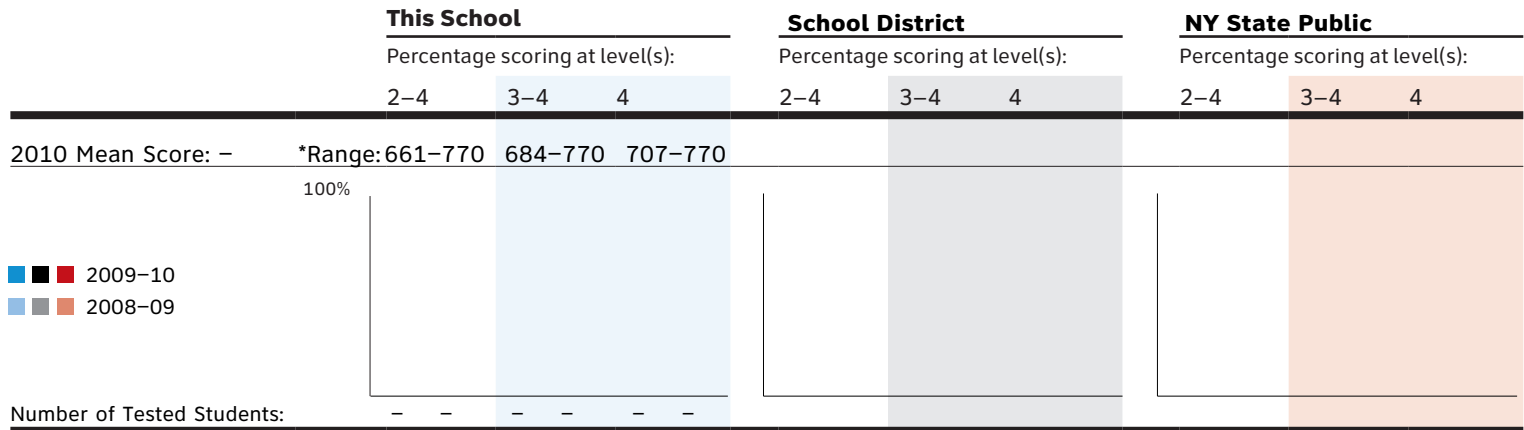 This School School District NY State Public
Percentage scoring at level(s): Percentage scoring at level(s): Percentage scoring at level(s):
2–4 3–4 4 2–4 3–4 4 2–4 3–4 4
2010 Mean Score: – *Range: 661–770 684–770 707–770
100%
2009–10
2008–09
Number of Tested Students: – – – – – –